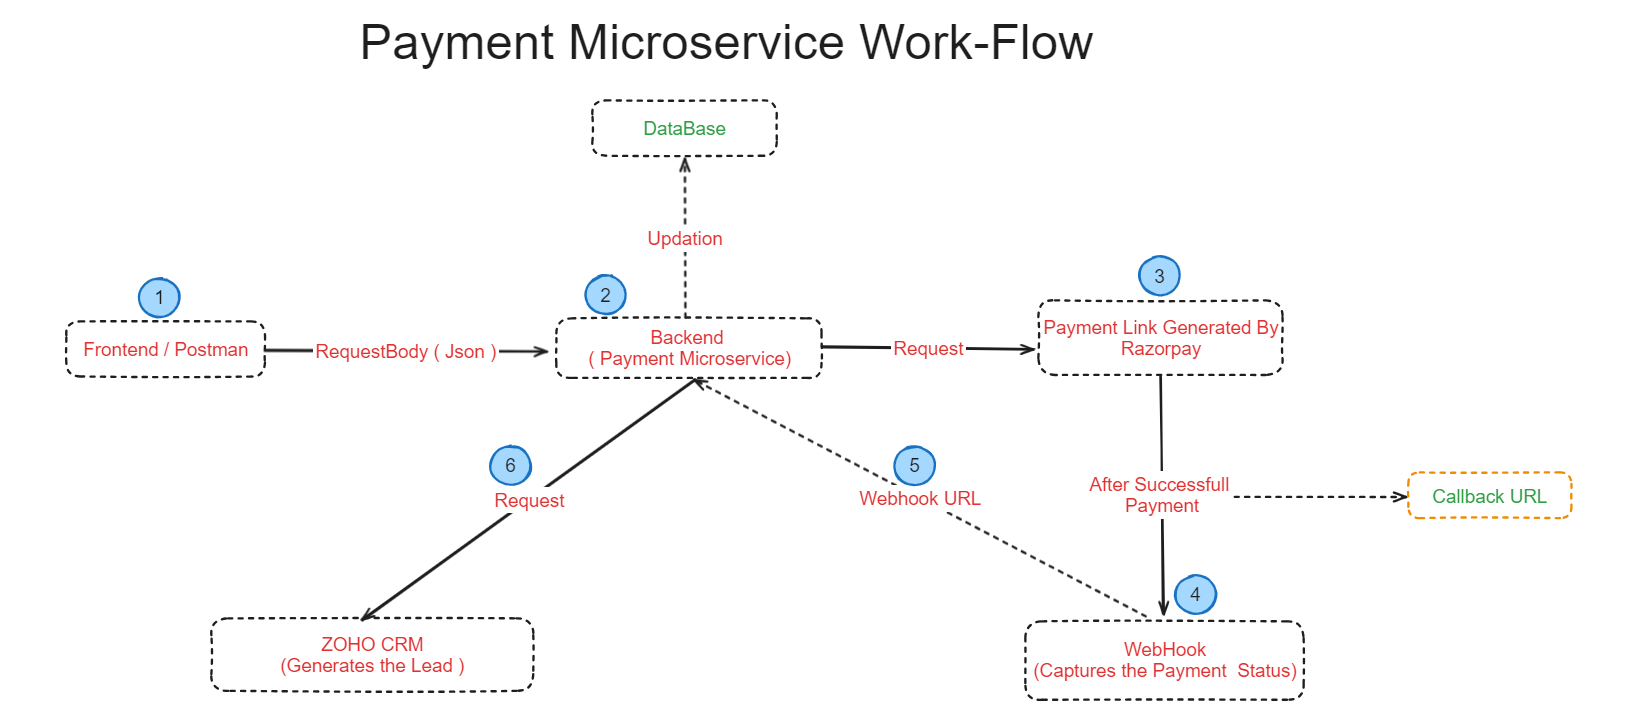 Payment Microservice Work-Flow
DataBase
Updation
1
2
3
Frontend / Postman
RequestBody ( Json )
Backend
( Payment Microservice)
Request
Payment Link Generated By
Razorpay
6
Request
5
Webhook URL
After Successfull
Payment
Callback URL
4
ZOHO CRM
(Generates the Lead )
WebHook
(Captures the Payment  Status)